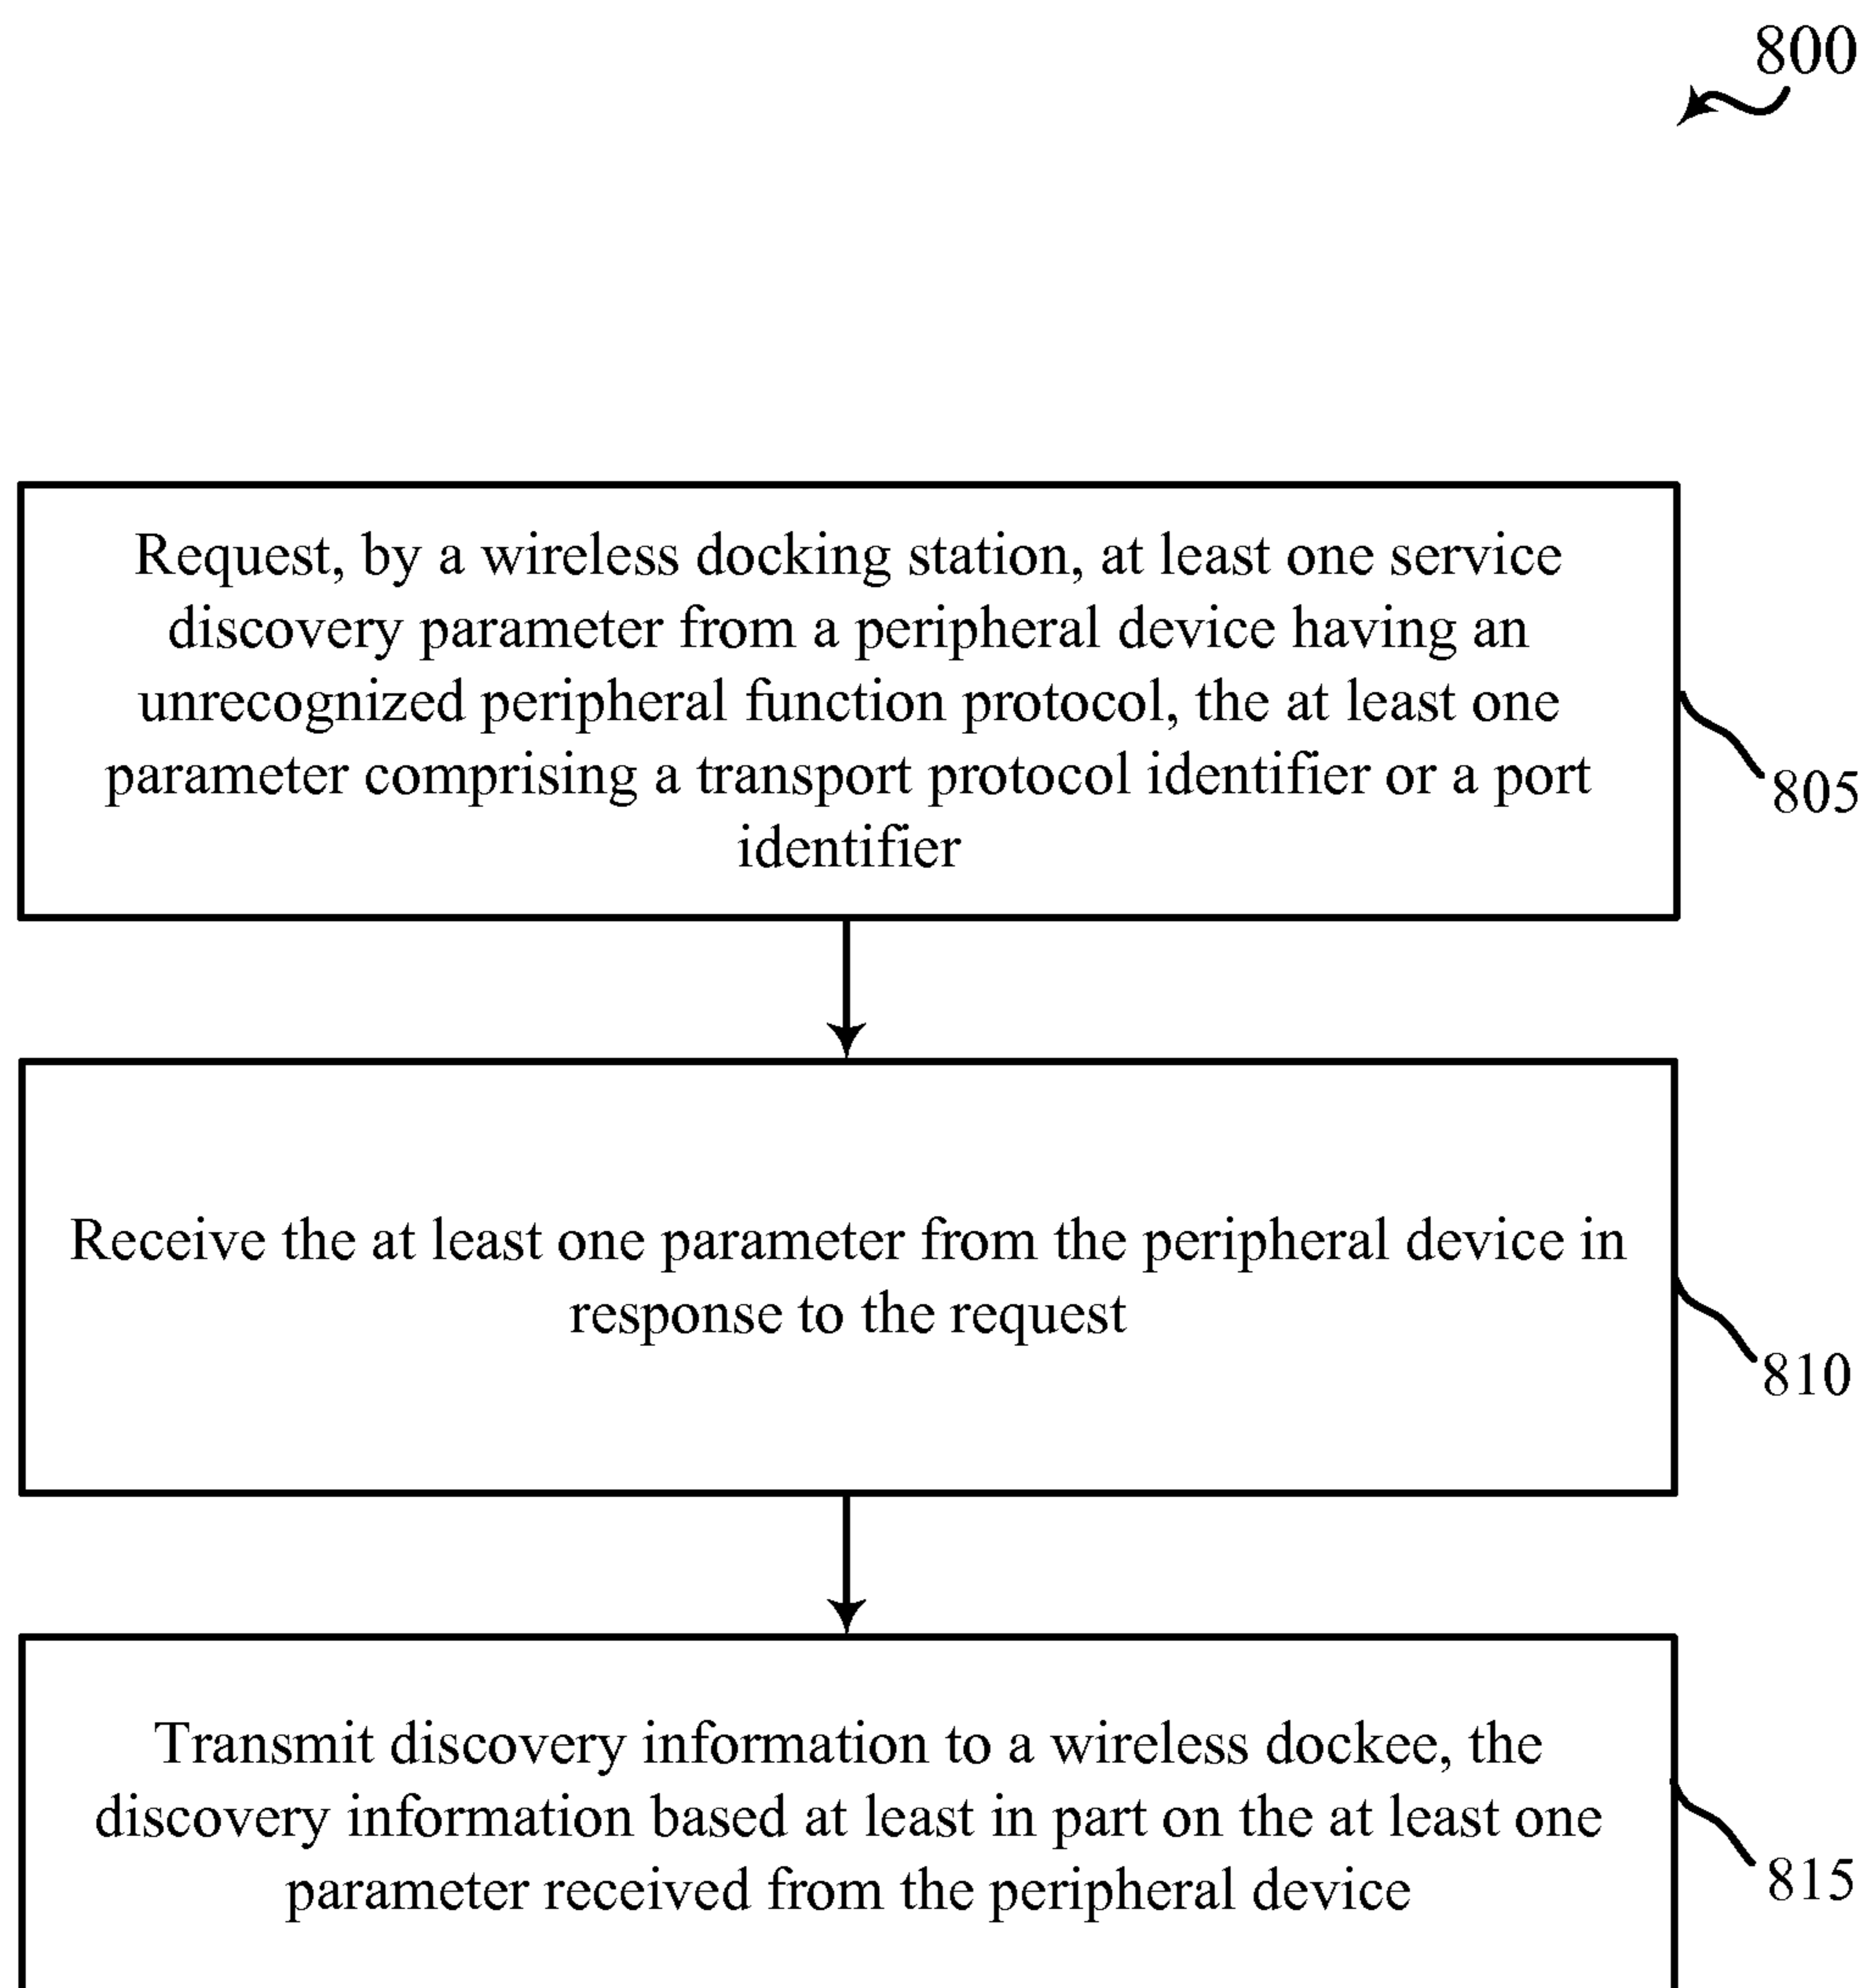 800
Request, by a wireless docking station, at least one service
discovery parameter from a peripheral device having an
unrecognized peripheral function protocol, the at least one
parameter comprising a transport protocol identifier or a port
identifier
805
Receive the at least one parameter from the peripheral device in
response to the request
810
Transmit discovery information to a wireless dockee, the
discovery information based at least in part on the at least one
parameter received from the peripheral device
815